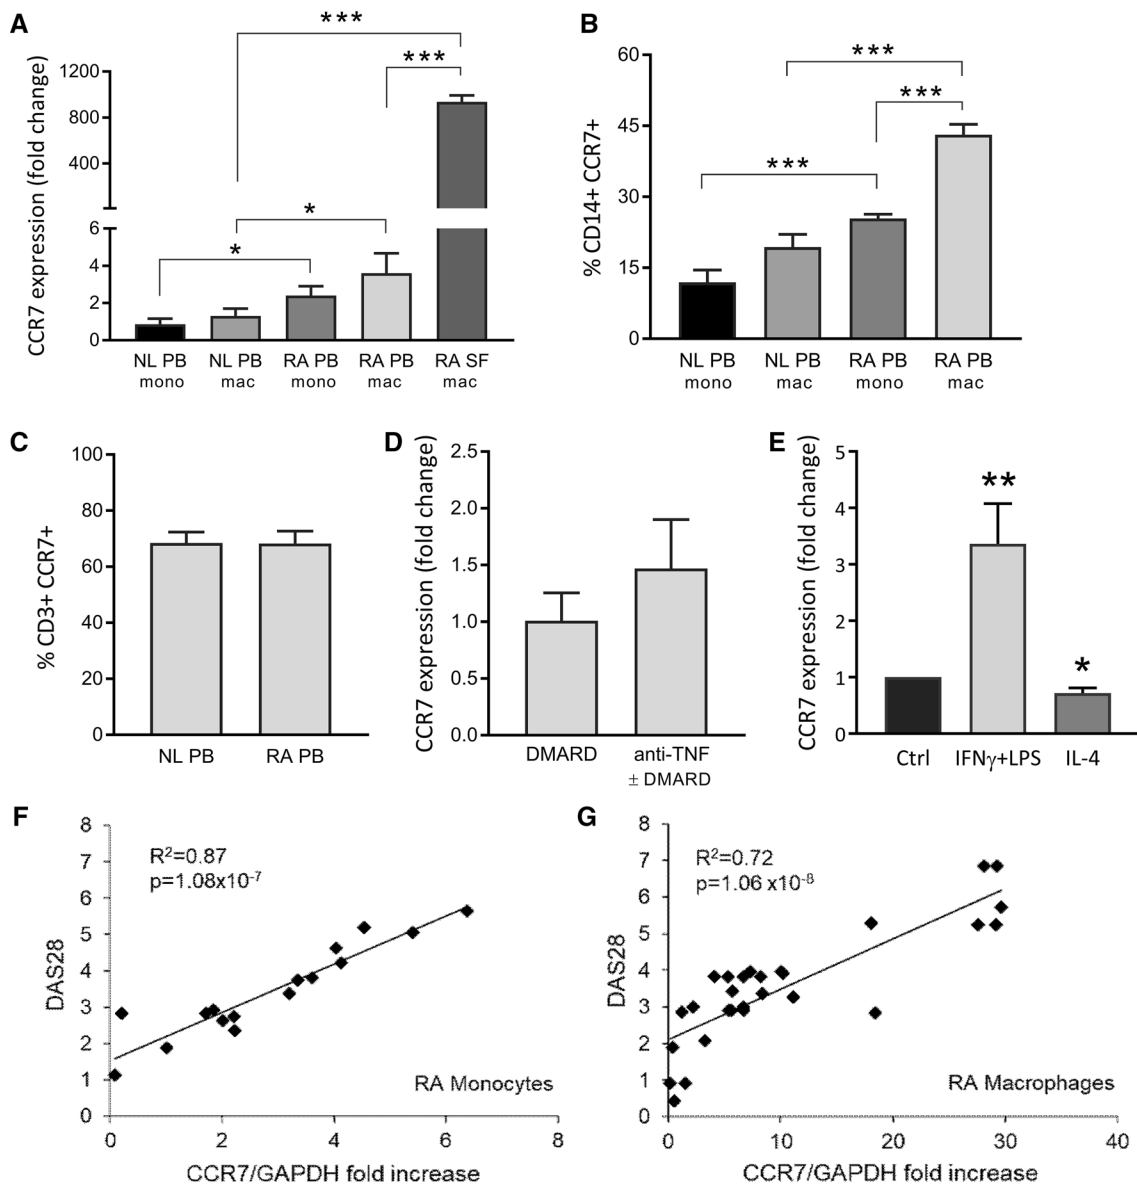 A
CCR7 expression (fold change)
1200
800
400
6
4
2
0
***
***
*
*
NL PB NL PB RA PB RA PB RA SF
mono mac mono mac mac
B
% CD14+ CCR7+
60
45
30
15
0
***
***
***
NL PB NL PB RA PB RA PB
mono mac mono mac
C
% CD3+ CCR7+
100
80
60
40
20
0
NL PB RA PB
D
CCR7 expression (fold change)
2.5
2.0
1.5
1.0
0.5
0.0
DMARD anti-TNF
± DMARD
E
CCR7 expression (fold change)
5
4
3
2
1
0
**
*
Ctrl IFNγ+LPS IL-4
F
DAS28
8
7
6
5
4
3
2
1
0
R²=0.87
p=1.08x10⁻⁷
RA Monocytes
0 2 4 6 8
CCR7/GAPDH fold increase
G
DAS28
8
7
6
5
4
3
2
1
0
R²=0.72
p=1.06 x10⁻⁸
RA Macrophages
0 10 20 30 40
CCR7/GAPDH fold increase